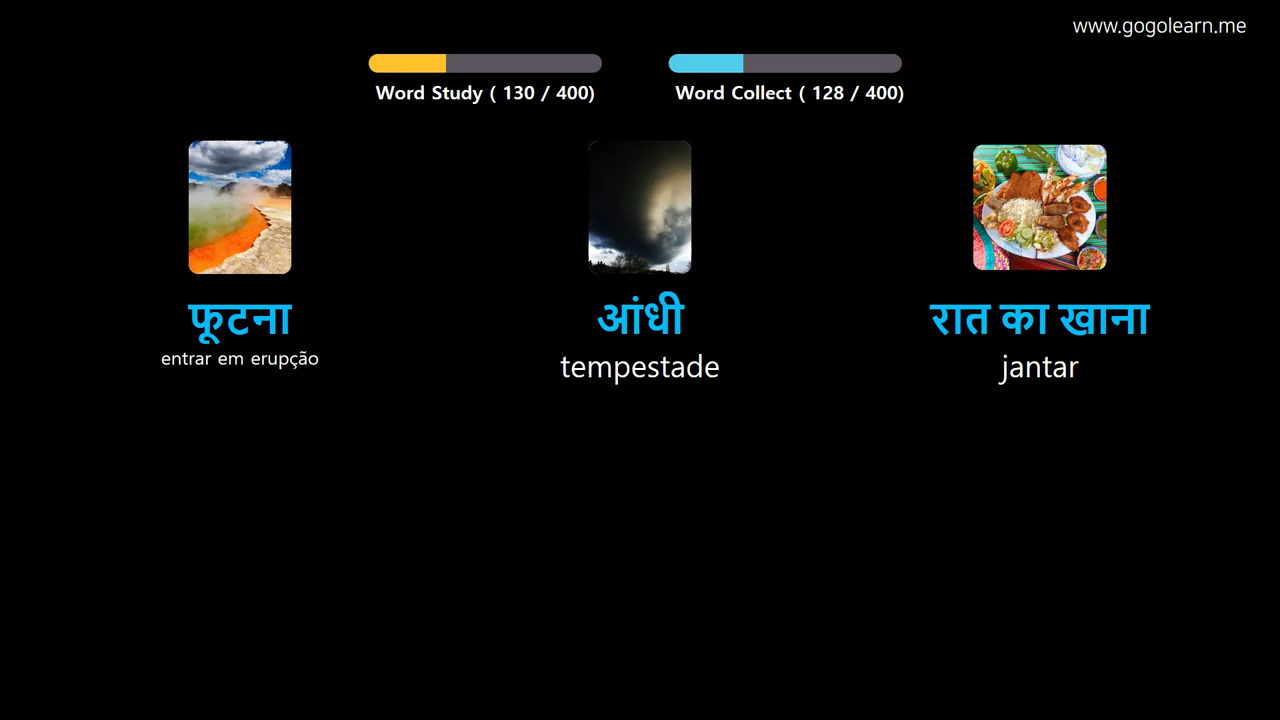 www.gogolearn.me
Word Study ( 130 / 400)
Word Collect ( 128 / 400)
फूटना
entrar em erupção
आंधी
tempestade
रात का खाना
jantar